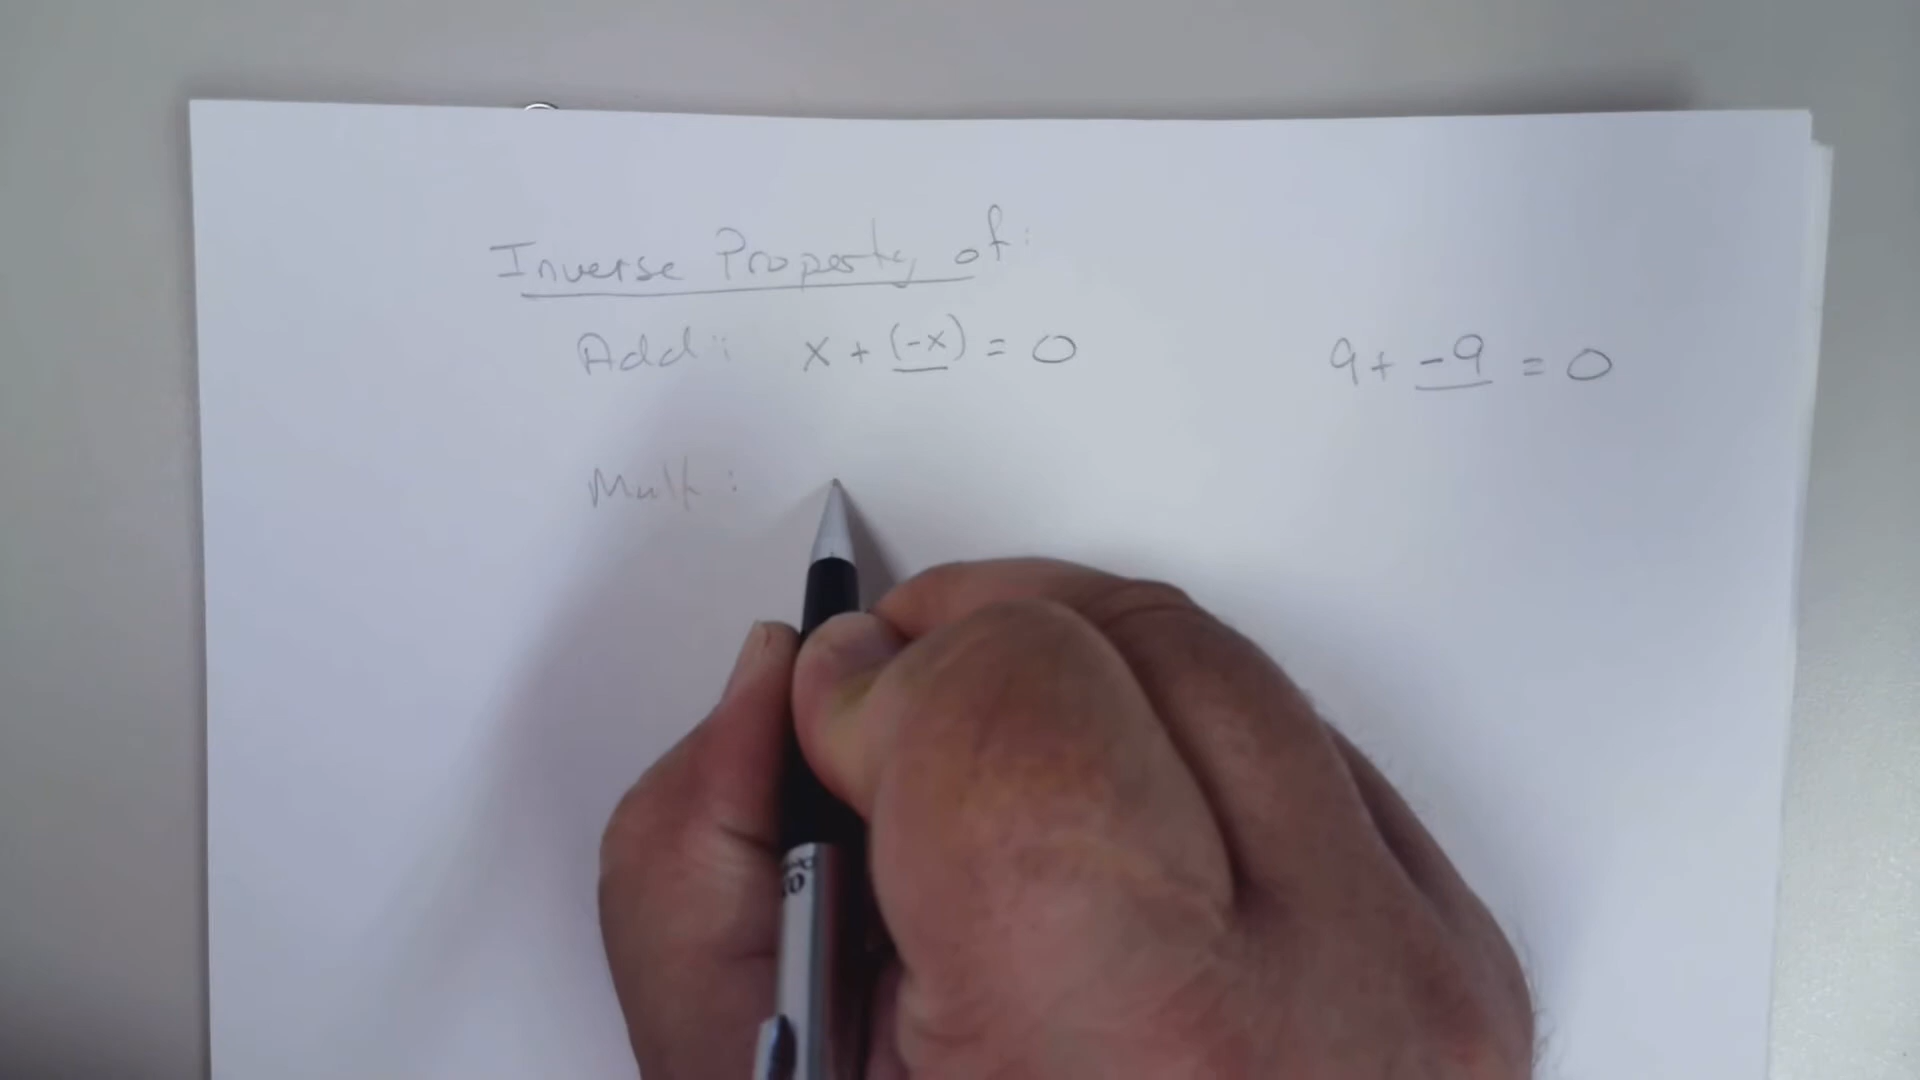 Inverse Property of:
Add: x + (-x) = 0 9 + -9 = 0
Mult: